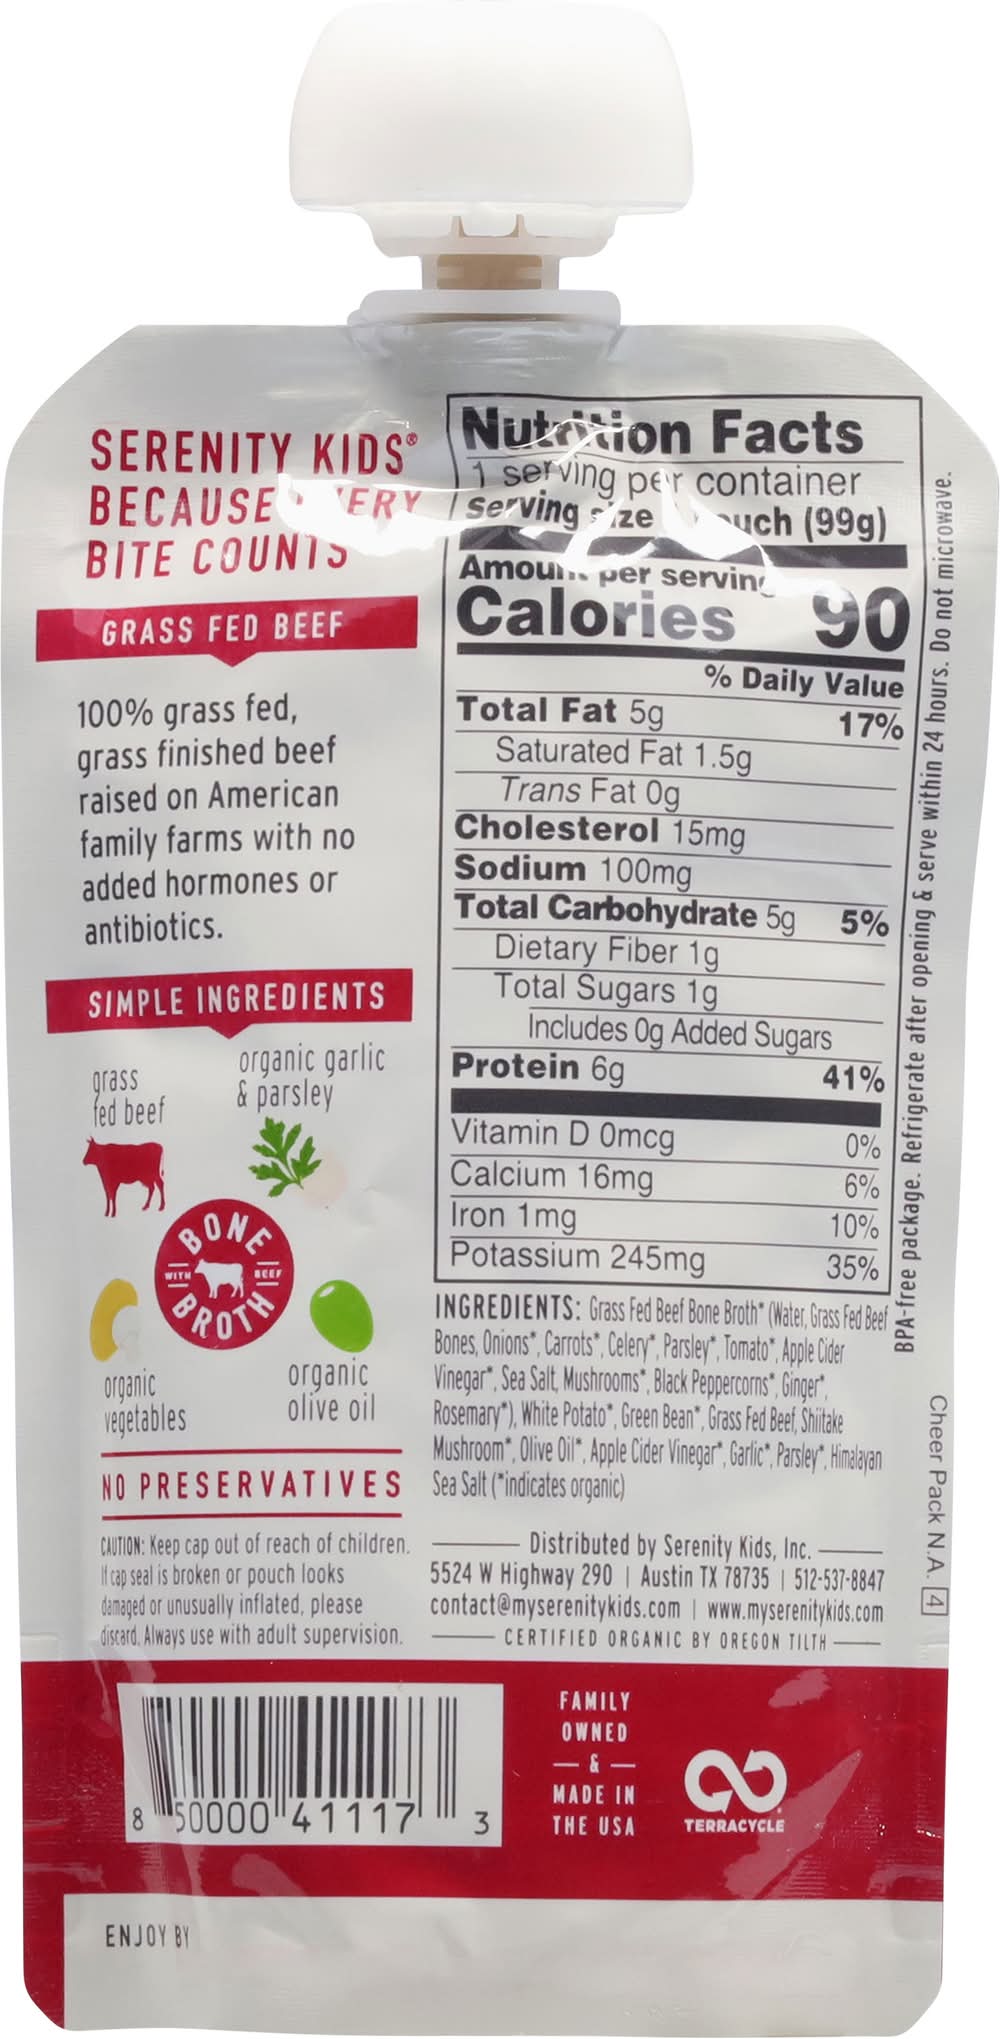 SERENITY KIDS®
BECAUSE
BITE COUNTS
GRASS FED BEEF
100% grass fed,
grass finished beef
raised on American
family farms with no
added hormones or
antibiotics.
SIMPLE INGREDIENTS
grass
fed beef
organic garlic
& parsley
BONE
WITH BEEF
BROTH
organic
vegetables
organic
olive oil
NO PRESERVATIVES
CAUTION: Keep cap out of reach of children.
If cap seal is broken or pouch looks
damaged or unusually inflated, please
discard. Always use with adult supervision.
Nutrition Facts
1 serving per container
Serving (99g)
Amount per serving
Calories 90
% Daily Value
Total Fat 5g 17%
Saturated Fat 1.5g
Trans Fat 0g
Cholesterol 15mg
Sodium 100mg
Total Carbohydrate 5g 5%
Dietary Fiber 1g
Total Sugars 1g
Includes 0g Added Sugars
Protein 6g 41%
Vitamin D 0mcg 0%
Calcium 16mg 6%
Iron 1mg 10%
Potassium 245mg 35%
INGREDIENTS: Grass Fed Beef Bone Broth* (Water, Grass Fed Beef
Bones, Onions*, Carrots*, Celery*, Parsley*, Tomato*, Apple Cider
Vinegar*, Sea Salt, Mushrooms*, Black Peppercorns*, Ginger*,
Rosemary*), White Potato*, Green Bean*, Grass Fed Beef, Shiitake
Mushroom*, Olive Oil*, Apple Cider Vinegar*, Garlic*, Parsley*, Himalayan
Sea Salt (*indicates organic)
Distributed by Serenity Kids, Inc.
5524 W Highway 290 | Austin TX 78735 | 512-537-8847
contact@myserenitykids.com | www.myserenitykids.com
CERTIFIED ORGANIC BY OREGON TILTH
BPA-free package. Refrigerate after opening & serve within 24 hours. Do not microwave.
Cheer Pack N.A. 4
8 50000 41117 3
FAMILY
OWNED
&
MADE IN
THE USA
TERRACYCLE
ENJOY BY